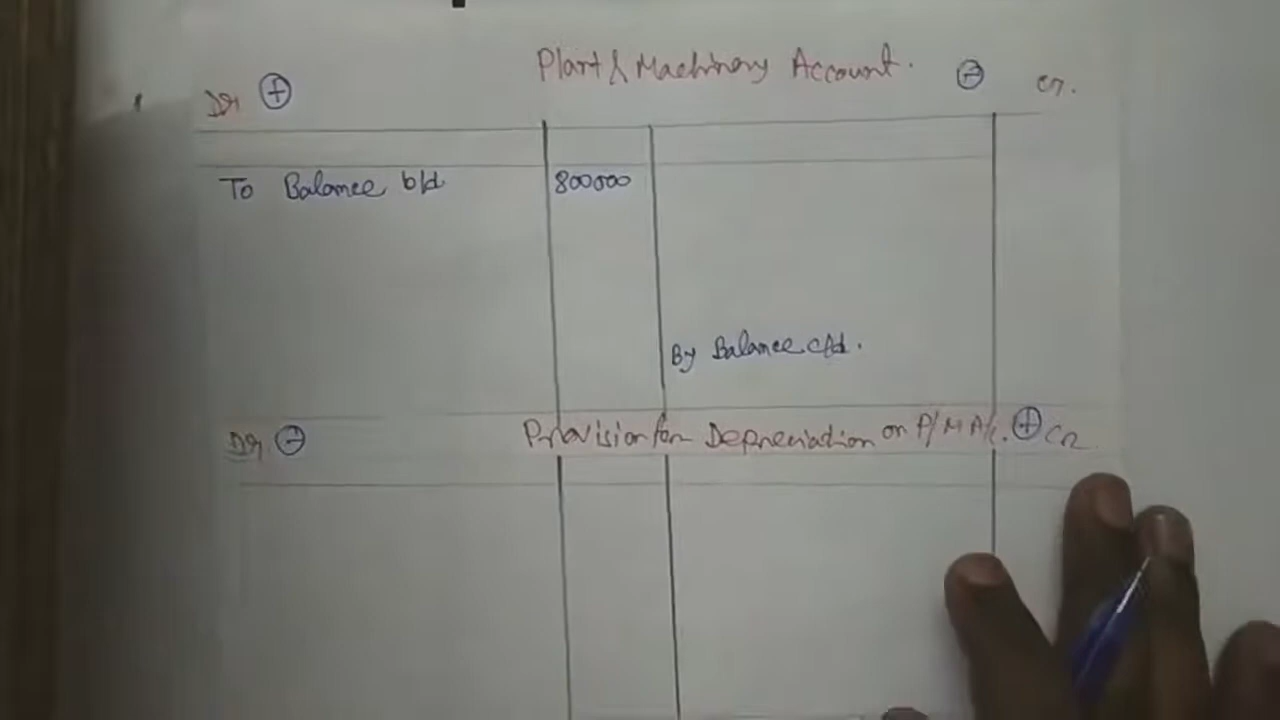 Plant & Machinery Account.
Dr. + - Cr.
To Balance b/d 800000
By Balance c/d.
Dr. - Provision for Depreciation on P/M A/c. + Cr.